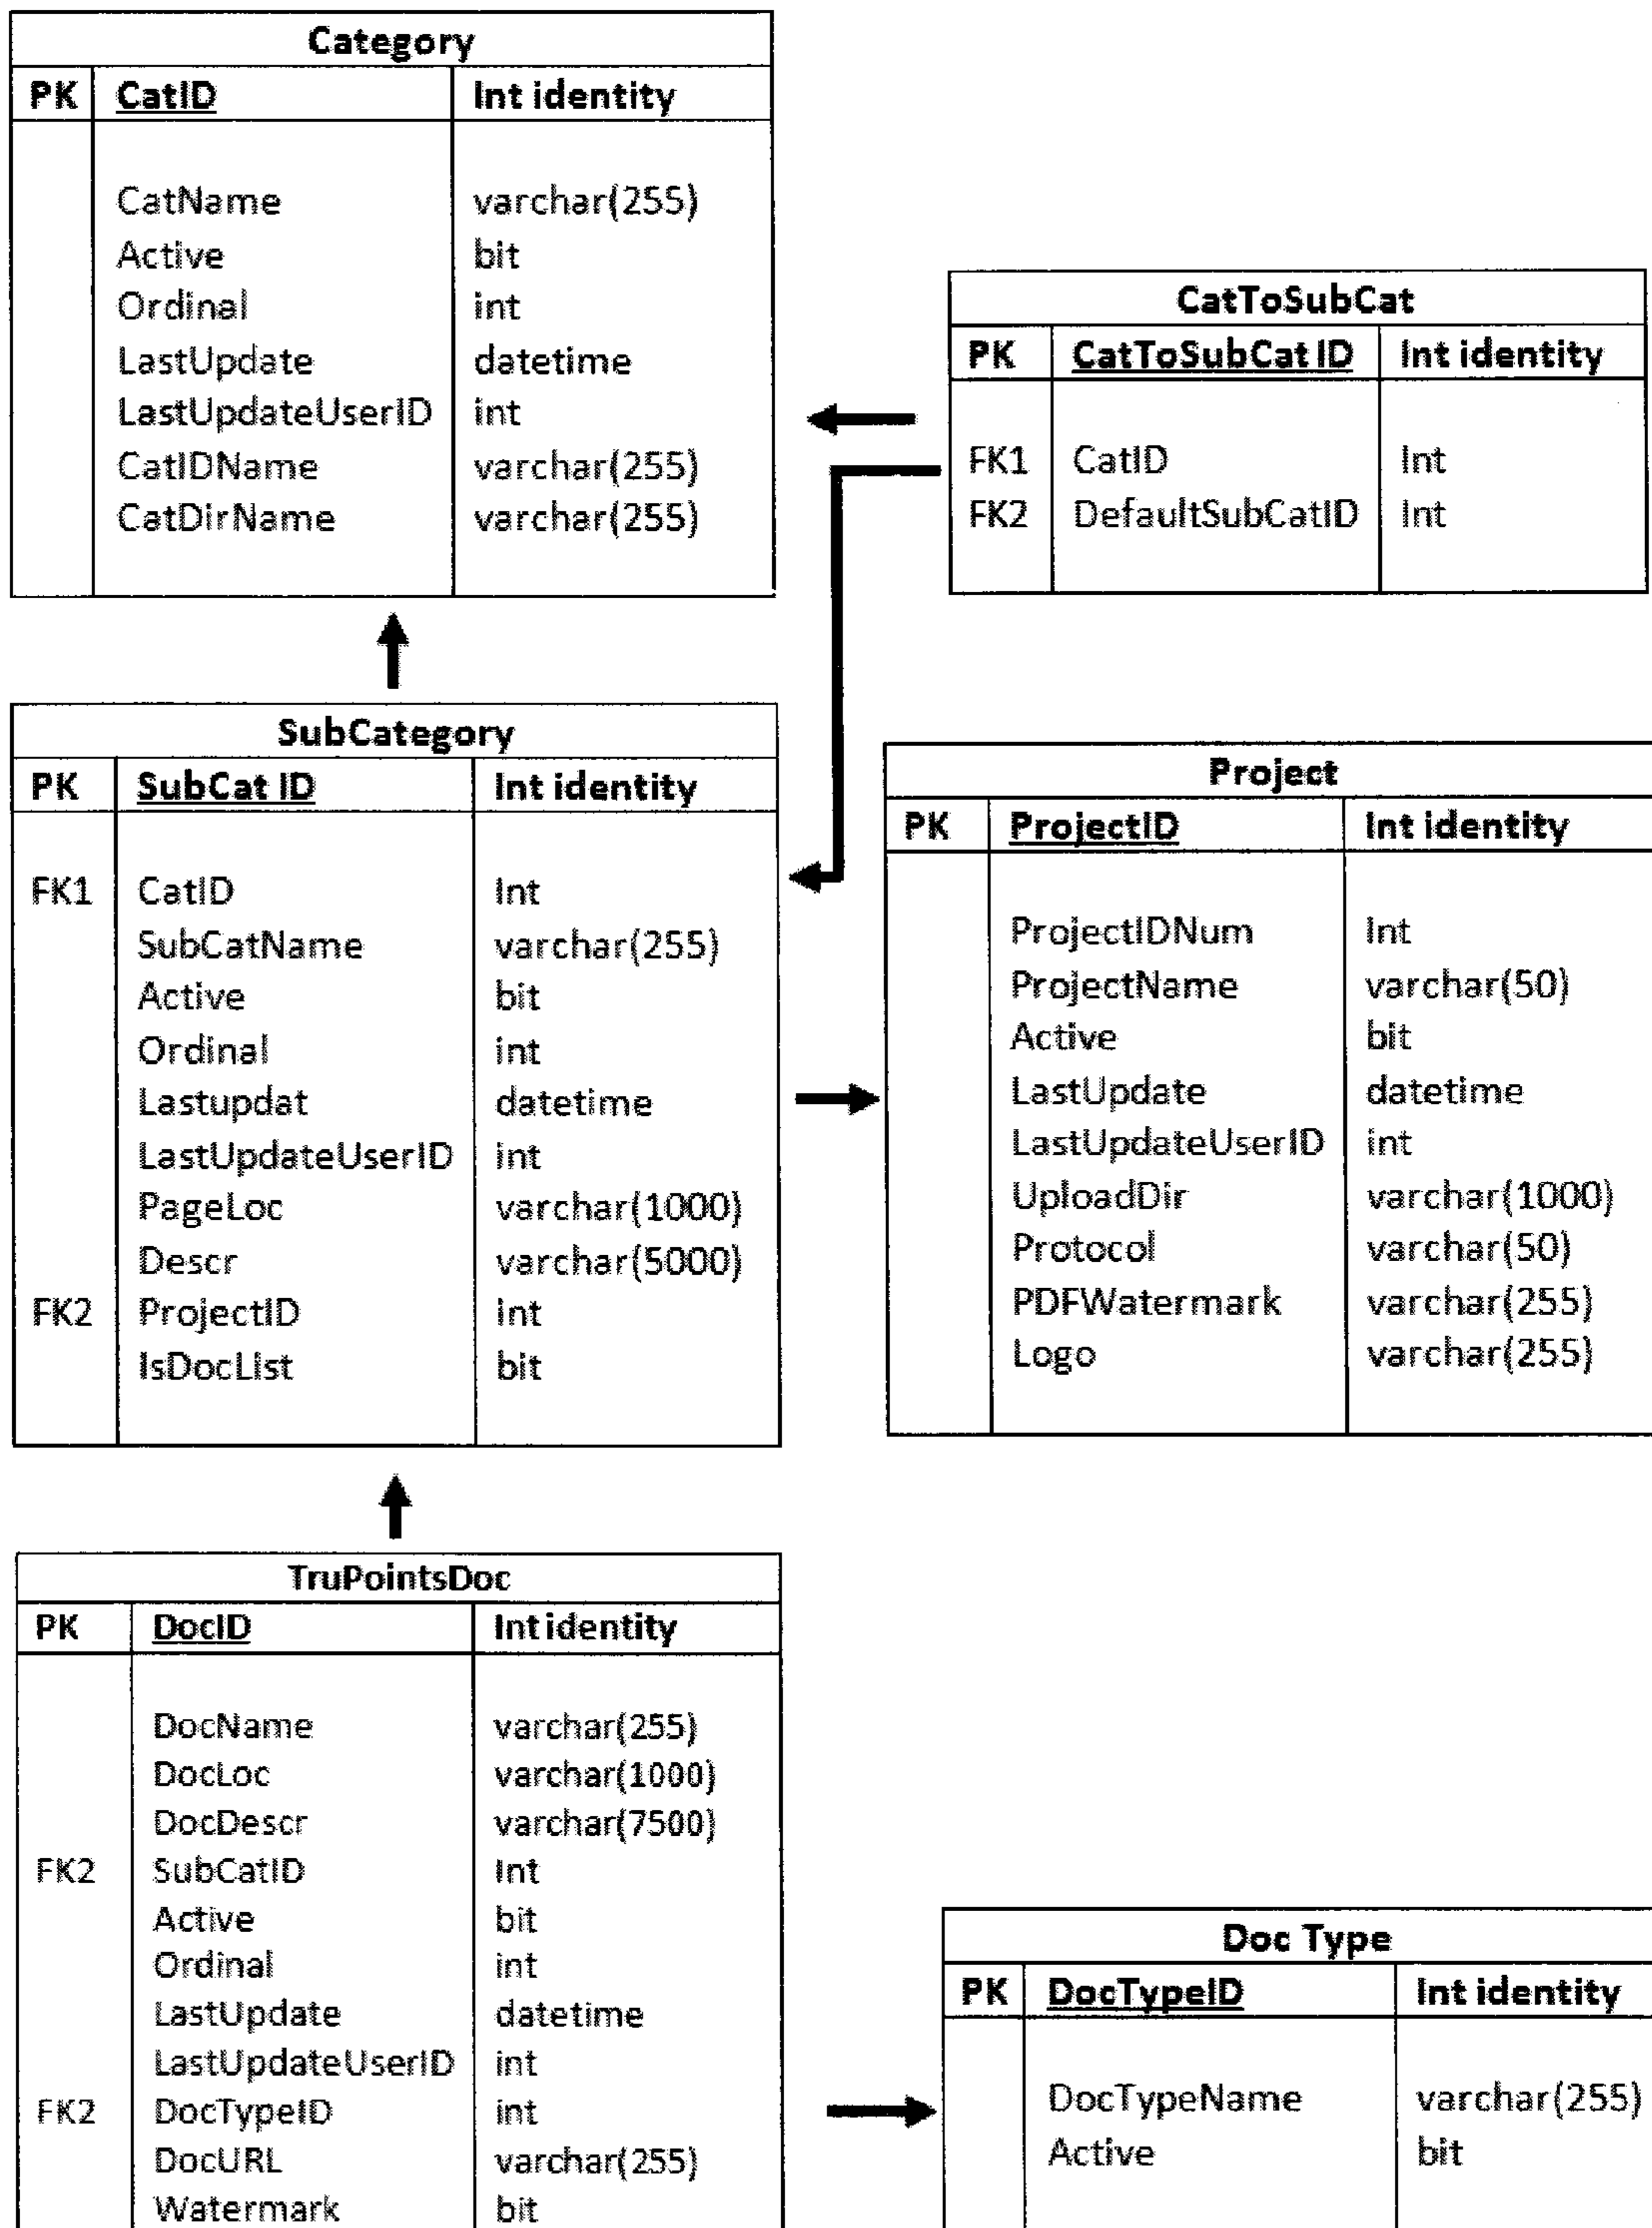 Category
PK CatID Int identity
CatName varchar(255)
Active bit
Ordinal int
LastUpdate datetime
LastUpdateUserID int
CatIDName varchar(255)
CatDirName varchar(255)
CatToSubCat
PK CatToSubCat ID Int identity
FK1 CatID Int
FK2 DefaultSubCatID Int
SubCategory
PK SubCat ID Int identity
FK1 CatID Int
SubCatName varchar(255)
Active bit
Ordinal int
Lastupdat datetime
LastUpdateUserID int
PageLoc varchar(1000)
Descr varchar(5000)
FK2 ProjectID int
IsDocList bit
Project
PK ProjectID Int identity
ProjectIDNum Int
ProjectName varchar(50)
Active bit
LastUpdate datetime
LastUpdateUserID int
UploadDir varchar(1000)
Protocol varchar(50)
PDFWatermark varchar(255)
Logo varchar(255)
TruPointsDoc
PK DocID Int identity
DocName varchar(255)
DocLoc varchar(1000)
DocDescr varchar(7500)
FK2 SubCatID Int
Active bit
Ordinal int
LastUpdate datetime
LastUpdateUserID int
FK2 DocTypeID int
DocURL varchar(255)
Watermark bit
Doc Type
PK DocTypeID Int identity
DocTypeName varchar(255)
Active bit